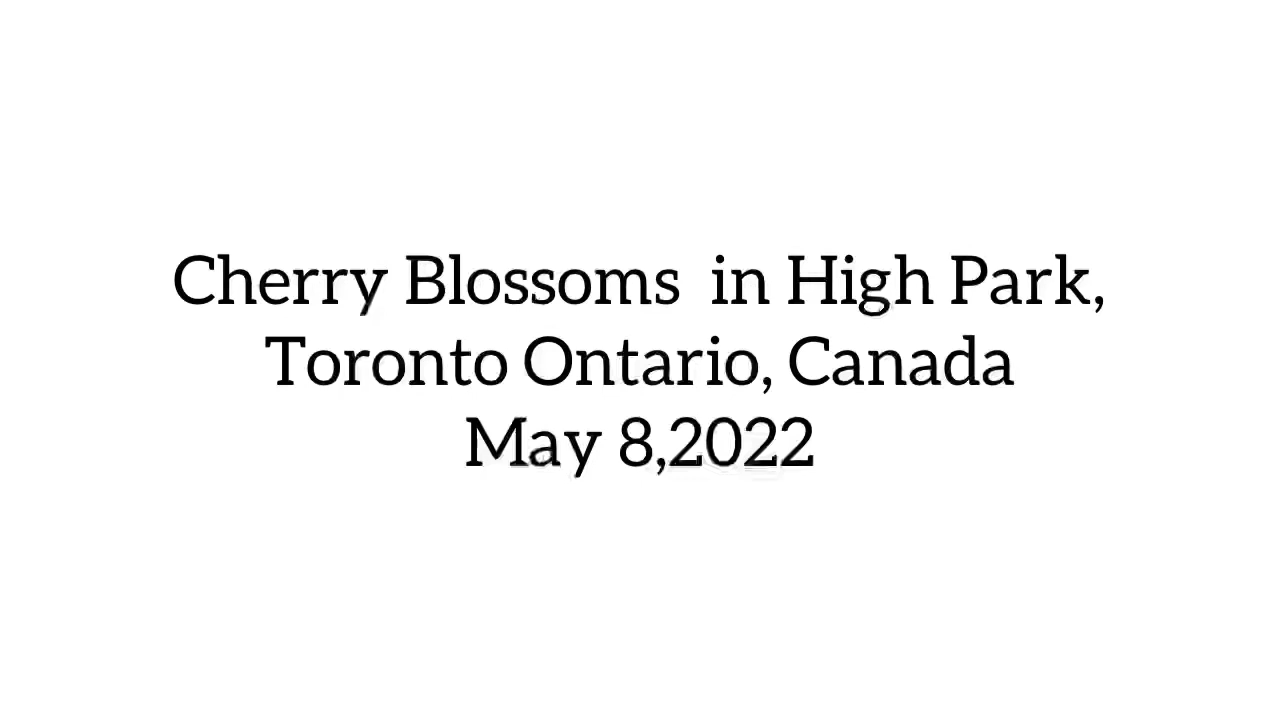 Cherry Blossoms  in High Park,
Toronto Ontario, Canada
May 8,2022